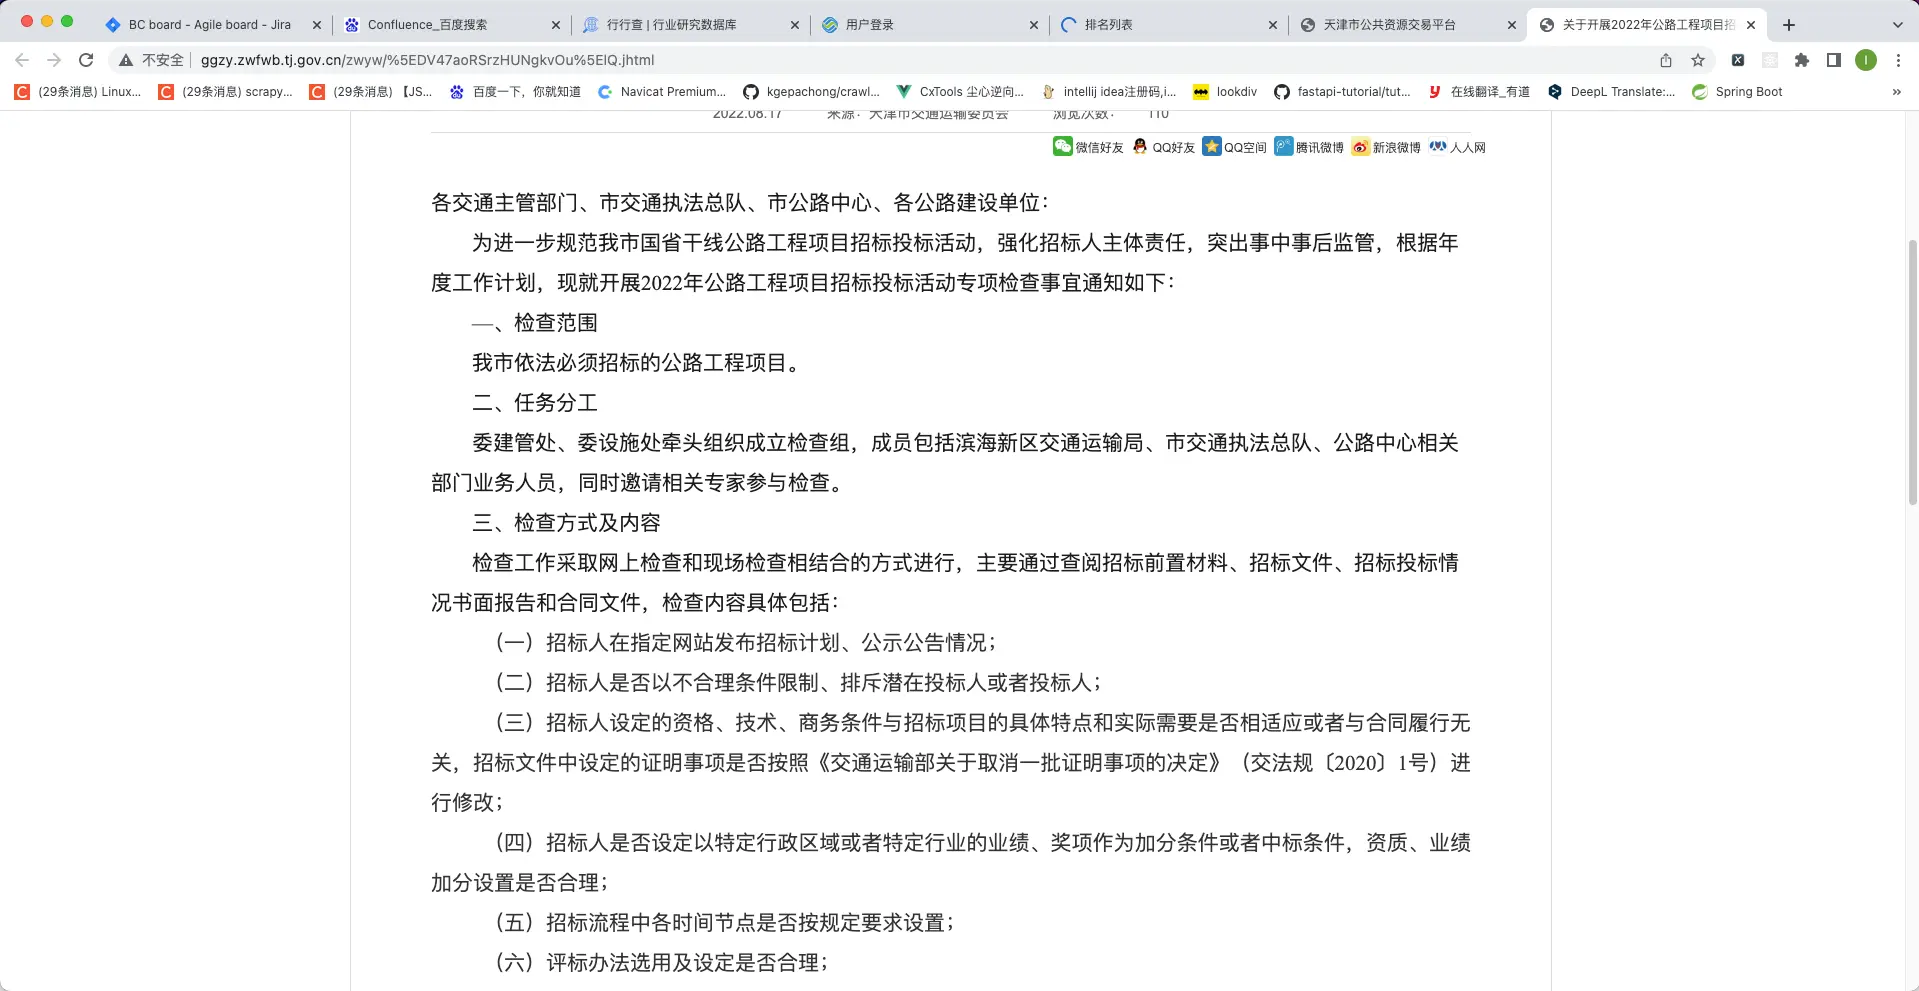 BC board - Agile board - Jira
Confluence_百度搜索
行行查 | 行业研究数据库
用户登录
排名列表
天津市公共资源交易平台
关于开展2022年公路工程项目招
不安全
ggzy.zwfwb.tj.gov.cn/zwyw/%5EDV47aoRSrzHUNgkvOu%5ElQ.jhtml
I
(29条消息) Linux...
(29条消息) scrapy...
(29条消息) 【JS...
百度一下，你就知道
Navicat Premium...
kgepachong/crawl...
CxTools 尘心逆向...
intellij idea注册码,i...
lookdiv
fastapi-tutorial/tut...
在线翻译_有道
DeepL Translate:...
Spring Boot
»
2022.08.17 来源：天津市交通运输委员会 浏览次数： 110
微信好友 QQ好友 QQ空间 腾讯微博 新浪微博 人人网
各交通主管部门、市交通执法总队、市公路中心、各公路建设单位：
为进一步规范我市国省干线公路工程项目招标投标活动，强化招标人主体责任，突出事中事后监管，根据年
度工作计划，现就开展2022年公路工程项目招标投标活动专项检查事宜通知如下：
—、检查范围
我市依法必须招标的公路工程项目。
二、任务分工
委建管处、委设施处牵头组织成立检查组，成员包括滨海新区交通运输局、市交通执法总队、公路中心相关
部门业务人员，同时邀请相关专家参与检查。
三、检查方式及内容
检查工作采取网上检查和现场检查相结合的方式进行，主要通过查阅招标前置材料、招标文件、招标投标情
况书面报告和合同文件，检查内容具体包括：
（一）招标人在指定网站发布招标计划、公示公告情况；
（二）招标人是否以不合理条件限制、排斥潜在投标人或者投标人；
（三）招标人设定的资格、技术、商务条件与招标项目的具体特点和实际需要是否相适应或者与合同履行无
关，招标文件中设定的证明事项是否按照《交通运输部关于取消一批证明事项的决定》（交法规〔2020〕1号）进
行修改；
（四）招标人是否设定以特定行政区域或者特定行业的业绩、奖项作为加分条件或者中标条件，资质、业绩
加分设置是否合理；
（五）招标流程中各时间节点是否按规定要求设置；
（六）评标办法选用及设定是否合理；